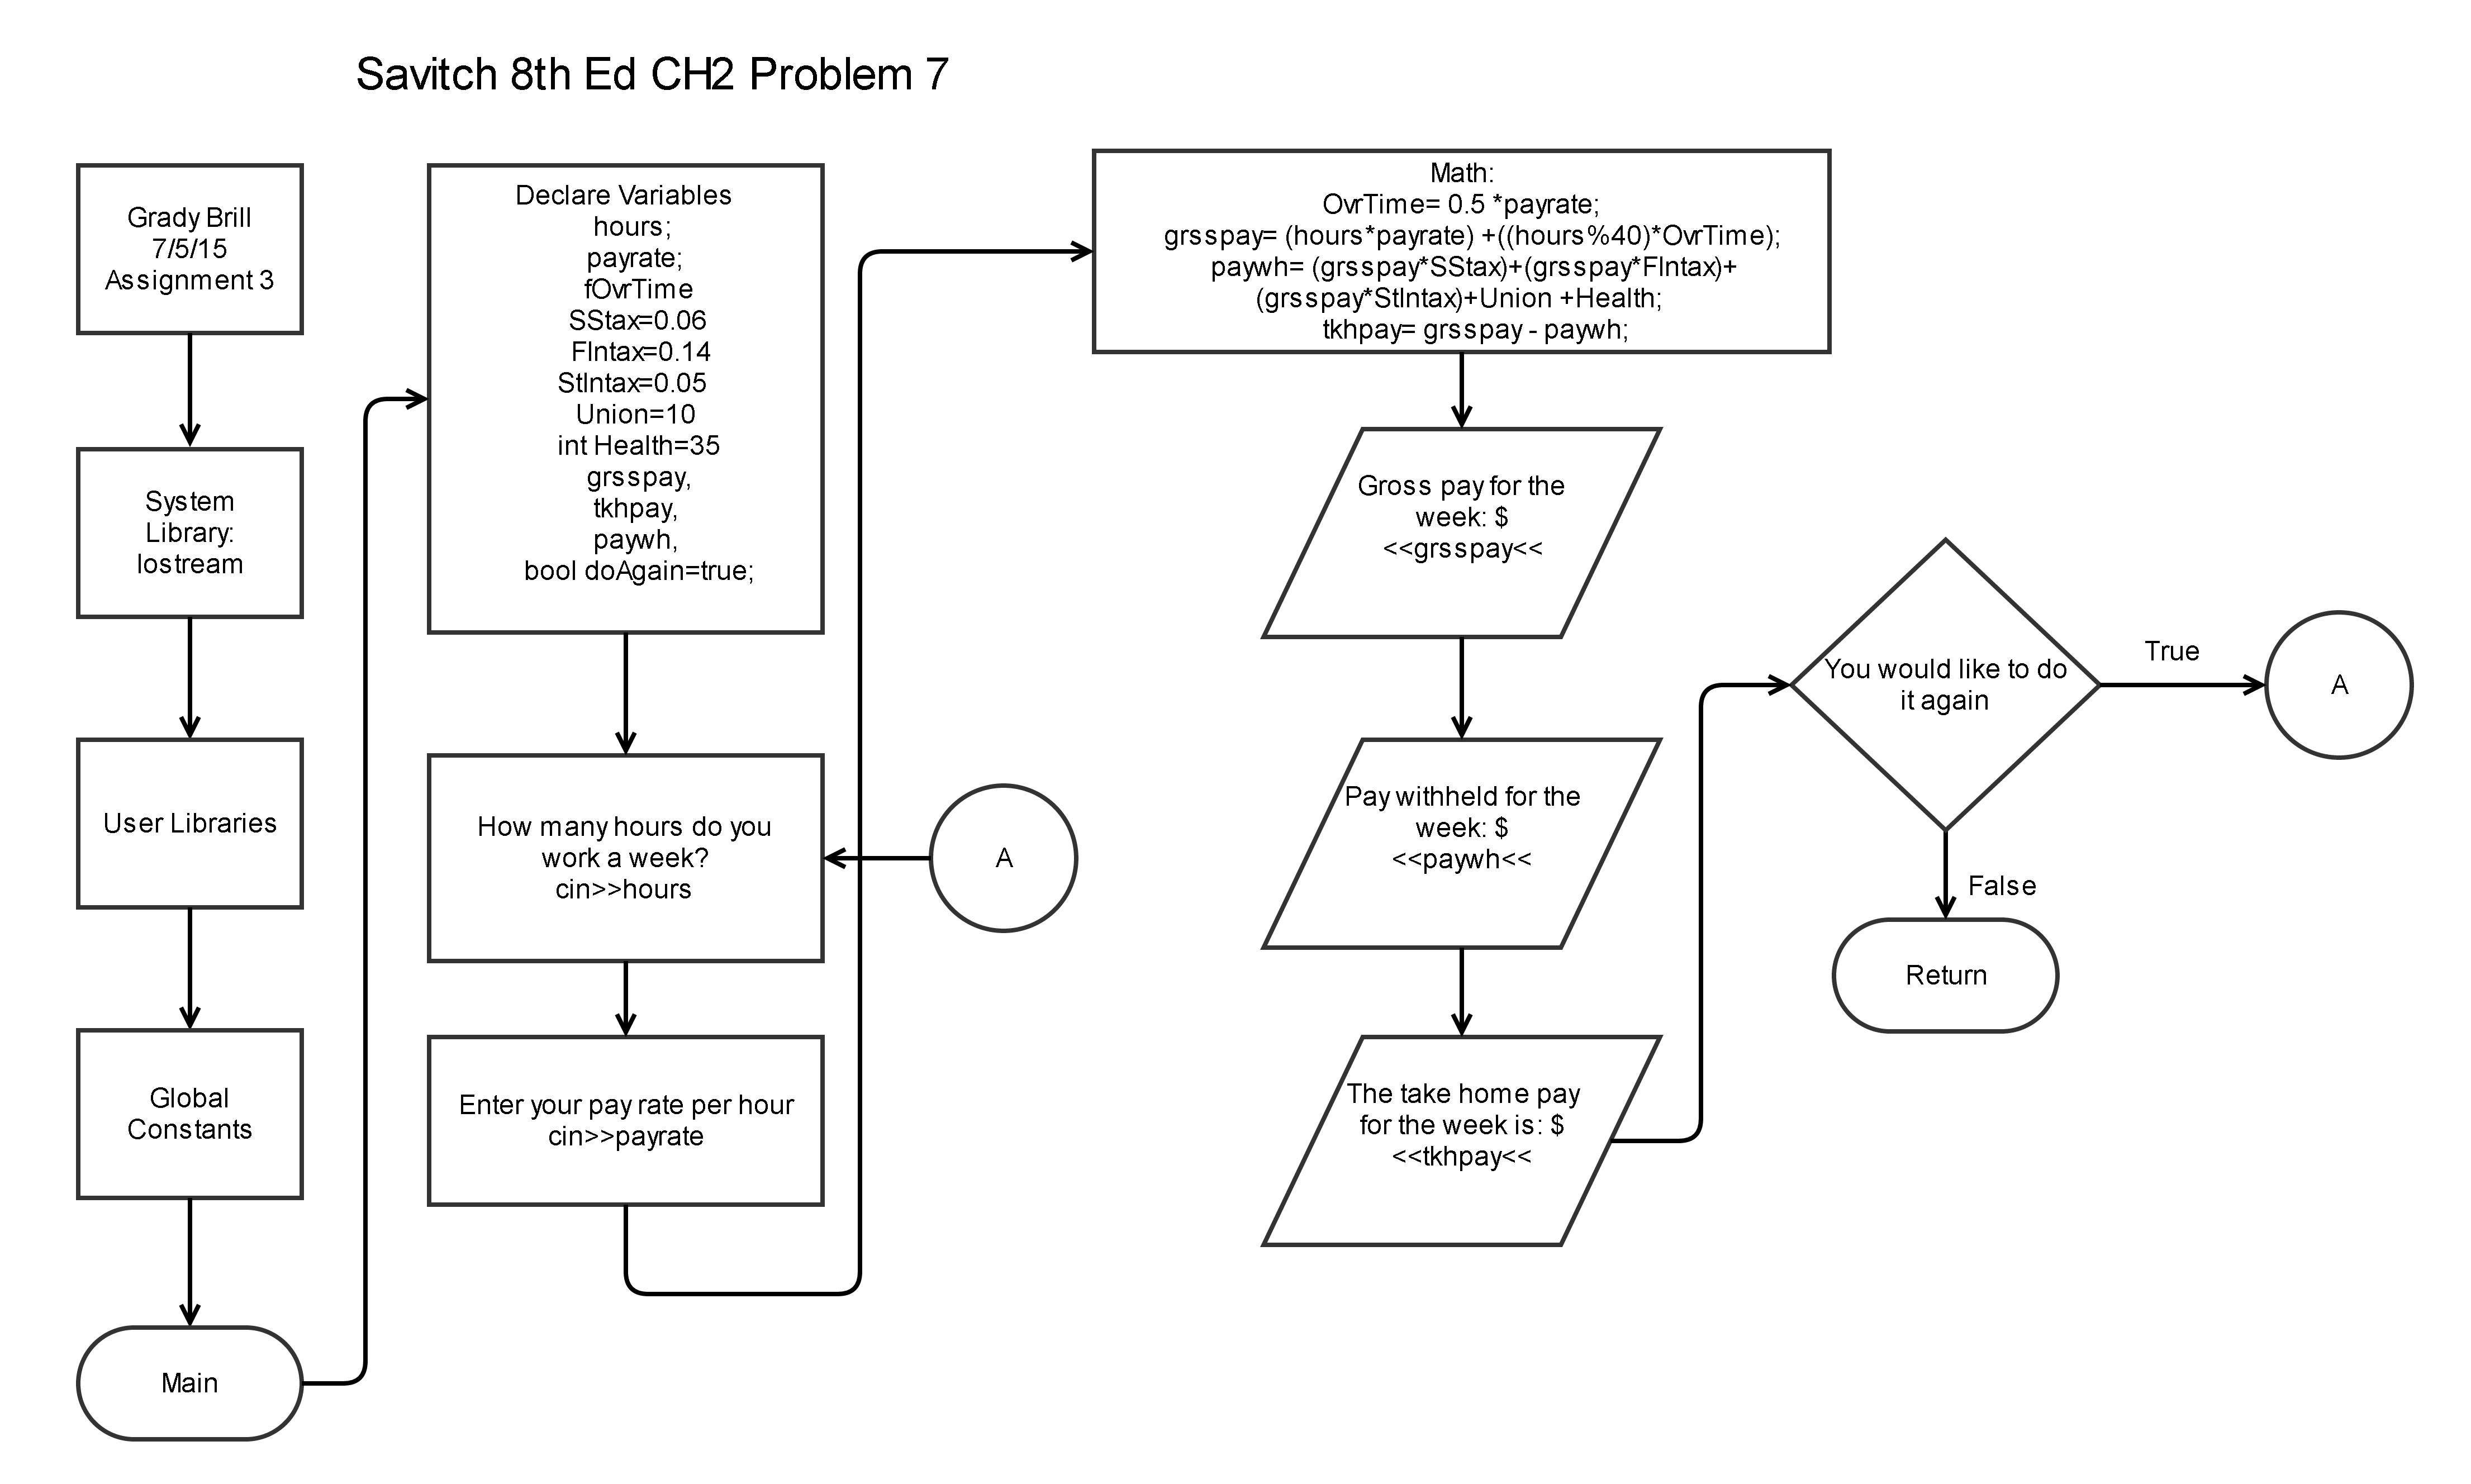 Savitch 8th Ed CH2 Problem 7
Grady Brill
7/5/15
Assignment 3
System
Library:
Iostream
User Libraries
Global
Constants
Main
Declare Variables
hours;
payrate;
fOvrTime
SStax=0.06
FIntax=0.14
StIntax=0.05
Union=10
int Health=35
grsspay,
tkhpay,
paywh,
bool doAgain=true;
How many hours do you
work a week?
cin>>hours
A
Enter your pay rate per hour
cin>>payrate
Math:
OvrTime= 0.5 *payrate;
grsspay= (hours*payrate) +((hours%40)*OvrTime);
paywh= (grsspay*SStax)+(grsspay*FIntax)+
(grsspay*StIntax)+Union +Health;
tkhpay= grsspay - paywh;
Gross pay for the
week: $
<<grsspay<<
Pay withheld for the
week: $
<<paywh<<
The take home pay
for the week is: $
<<tkhpay<<
You would like to do
it again
True
A
False
Return